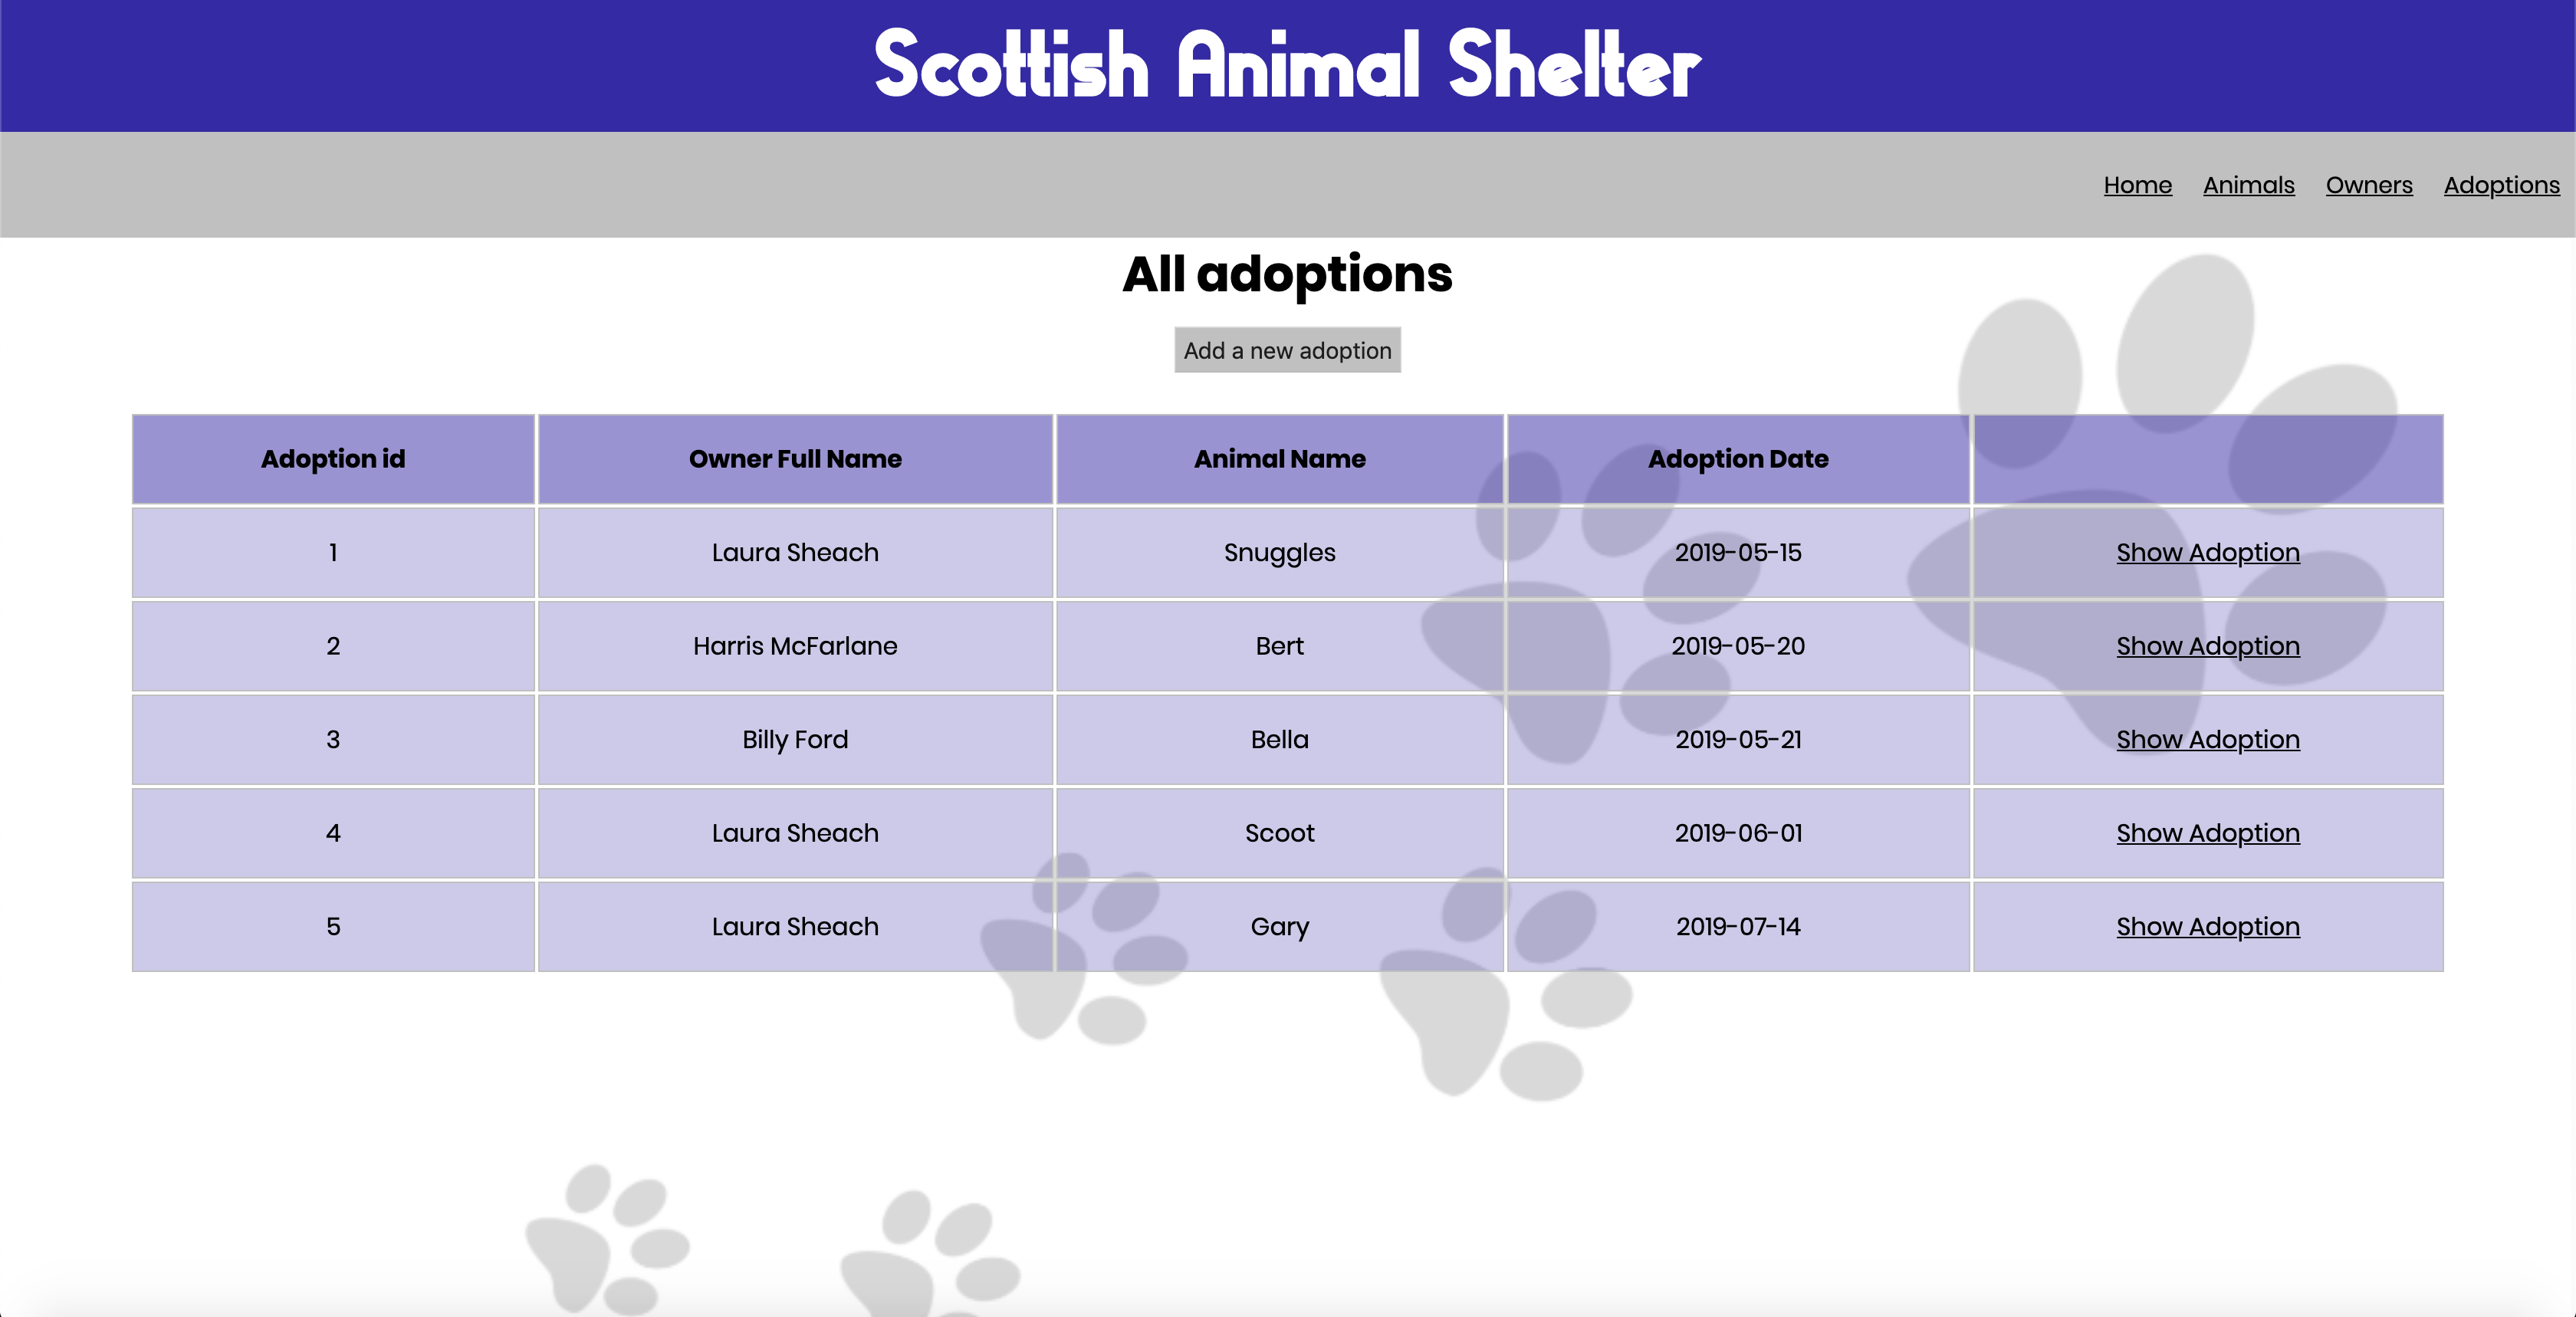 Scottish Animal Shelter
Home Animals Owners Adoptions
All adoptions
Add a new adoption
Adoption id Owner Full Name Animal Name Adoption Date
1 Laura Sheach Snuggles 2019-05-15 Show Adoption
2 Harris McFarlane Bert 2019-05-20 Show Adoption
3 Billy Ford Bella 2019-05-21 Show Adoption
4 Laura Sheach Scoot 2019-06-01 Show Adoption
5 Laura Sheach Gary 2019-07-14 Show Adoption